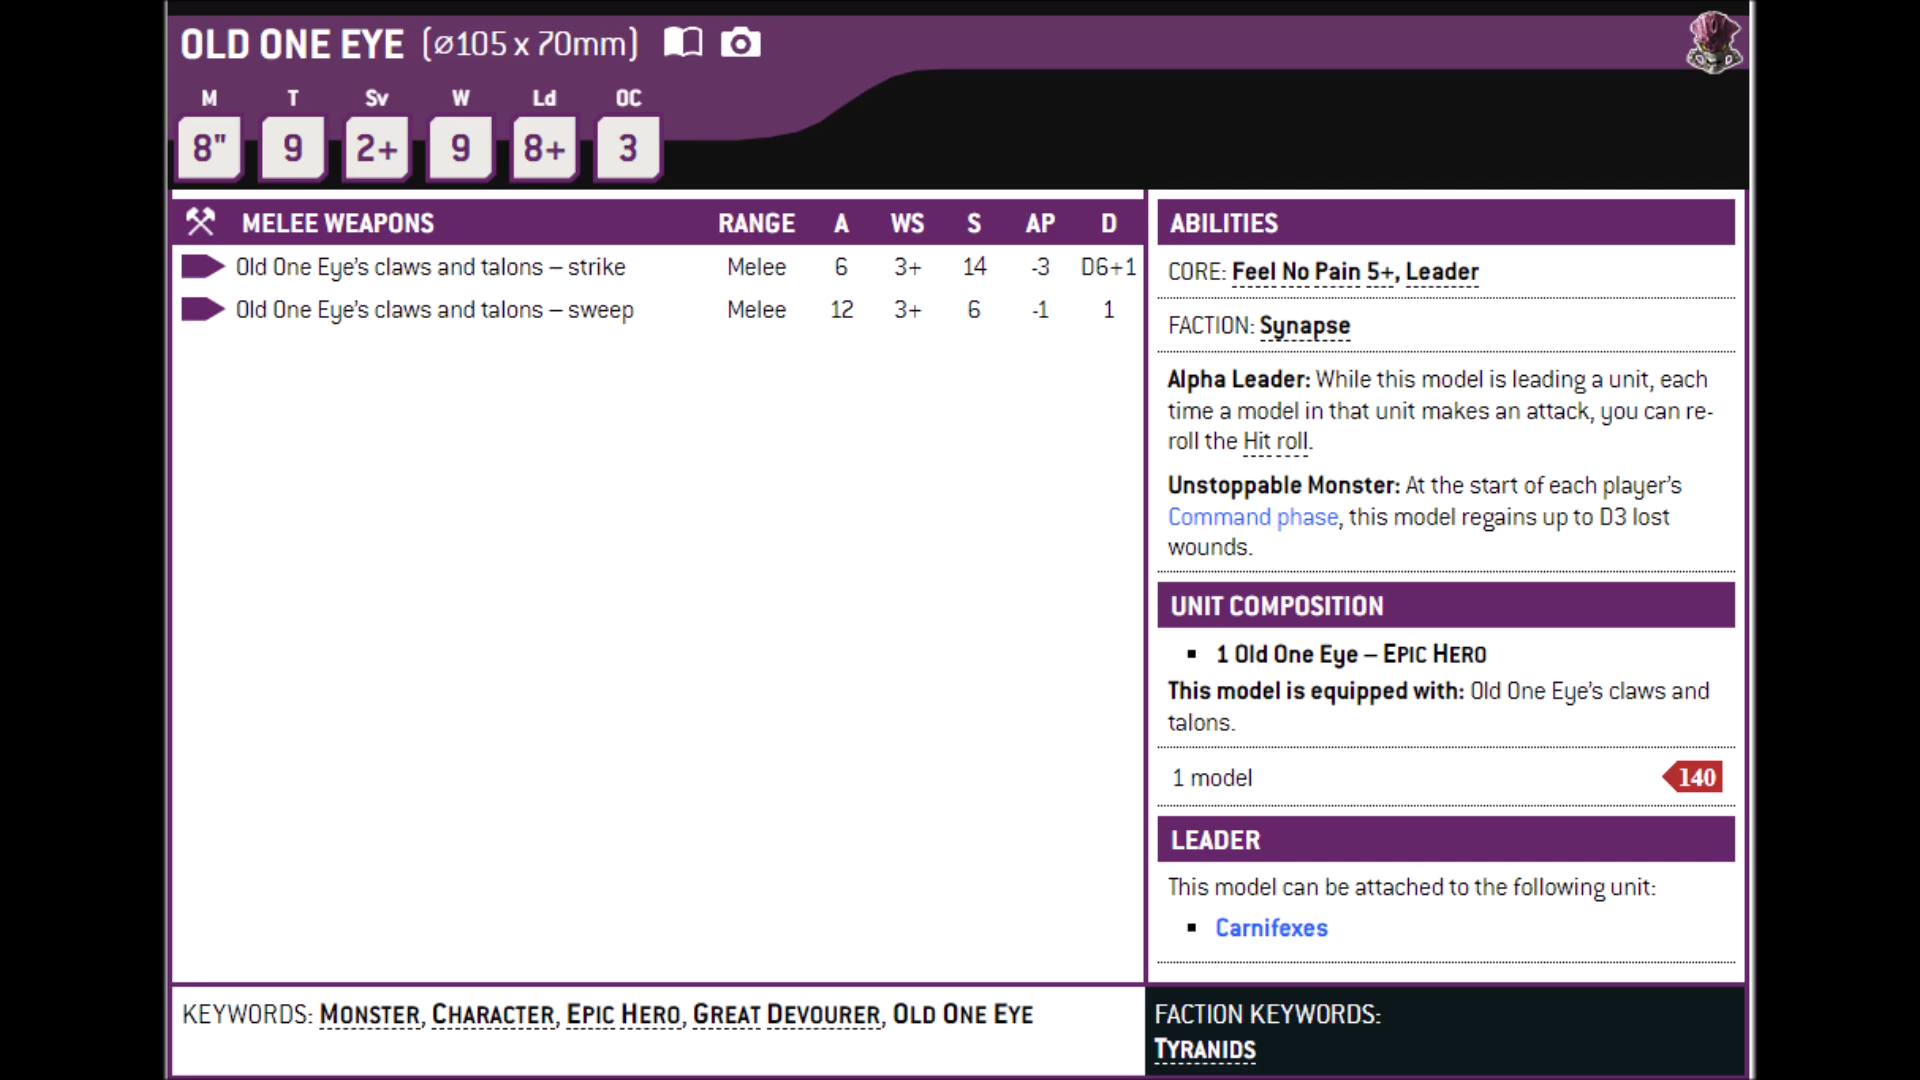 OLD ONE EYE (⌀105 x 70mm)
M T Sv W Ld OC
8" 9 2+ 9 8+ 3
MELEE WEAPONS RANGE A WS S AP D
Old One Eye's claws and talons – strike Melee 6 3+ 14 -3 D6+1
Old One Eye's claws and talons – sweep Melee 12 3+ 6 -1 1
ABILITIES
CORE: Feel No Pain 5+, Leader
FACTION: Synapse
Alpha Leader: While this model is leading a unit, each
time a model in that unit makes an attack, you can re-
roll the Hit roll.
Unstoppable Monster: At the start of each player's
Command phase, this model regains up to D3 lost
wounds.
UNIT COMPOSITION
▪ 1 Old One Eye – EPIC HERO
This model is equipped with: Old One Eye's claws and
talons.
1 model 140
LEADER
This model can be attached to the following unit:
▪ Carnifexes
KEYWORDS: MONSTER, CHARACTER, EPIC HERO, GREAT DEVOURER, OLD ONE EYE
FACTION KEYWORDS:
TYRANIDS